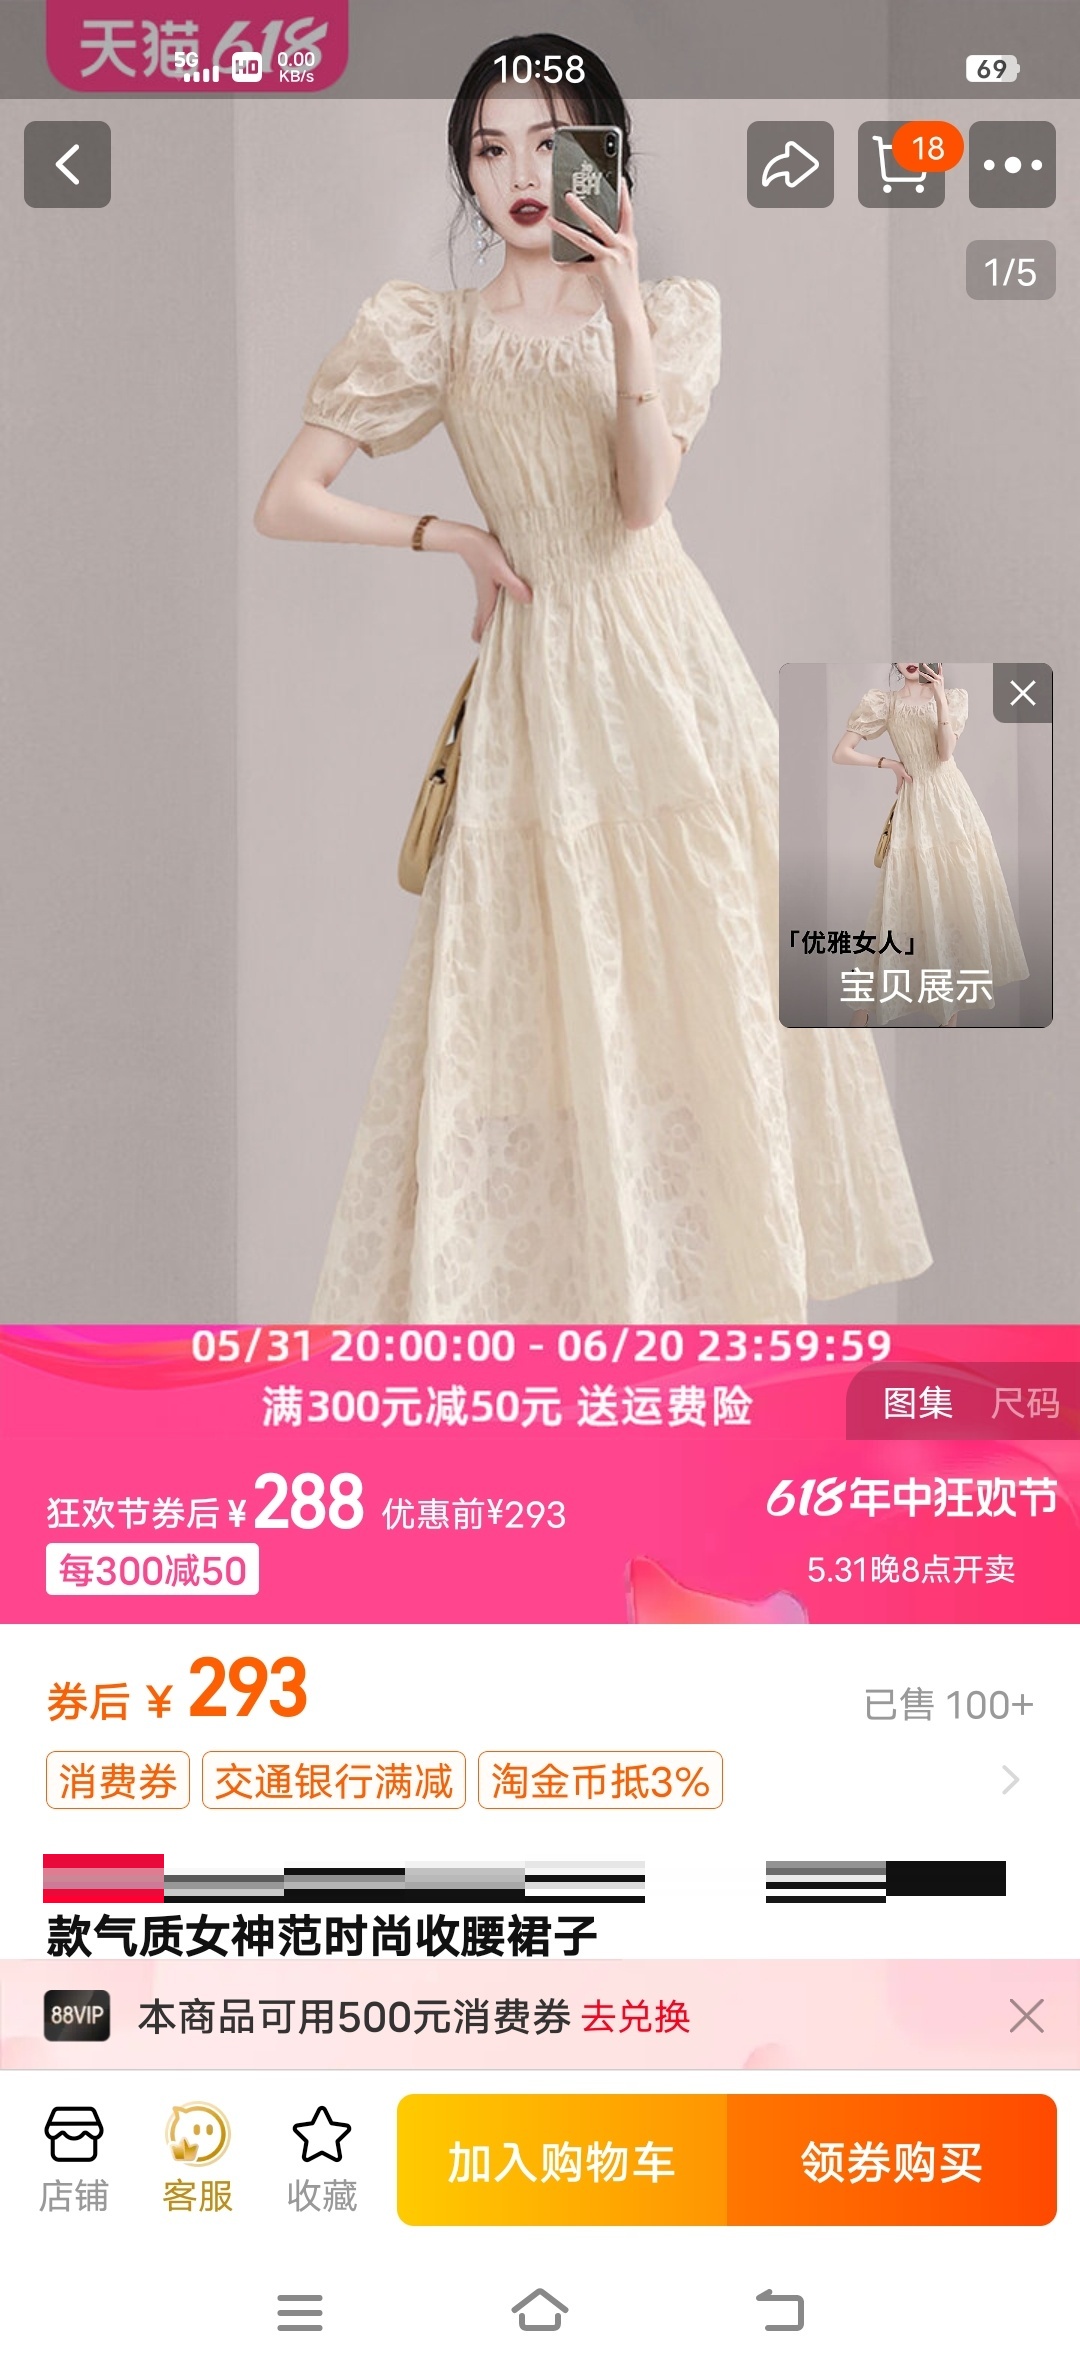 天猫618
5G HD 0.00 KB/s
10:58
69
18
1/5
「优雅女人」
宝贝展示
05/31 20:00:00 - 06/20 23:59:59
满300元减50元 送运费险
图集 尺码
狂欢节券后 ¥288 优惠前¥293
618年中狂欢节
每300减50
5.31晚8点开卖
券后 ¥ 293
已售 100+
消费券 交通银行满减 淘金币抵3%
款气质女神范时尚收腰裙子
88VIP 本商品可用500元消费券 去兑换
店铺 客服 收藏
加入购物车 领券购买